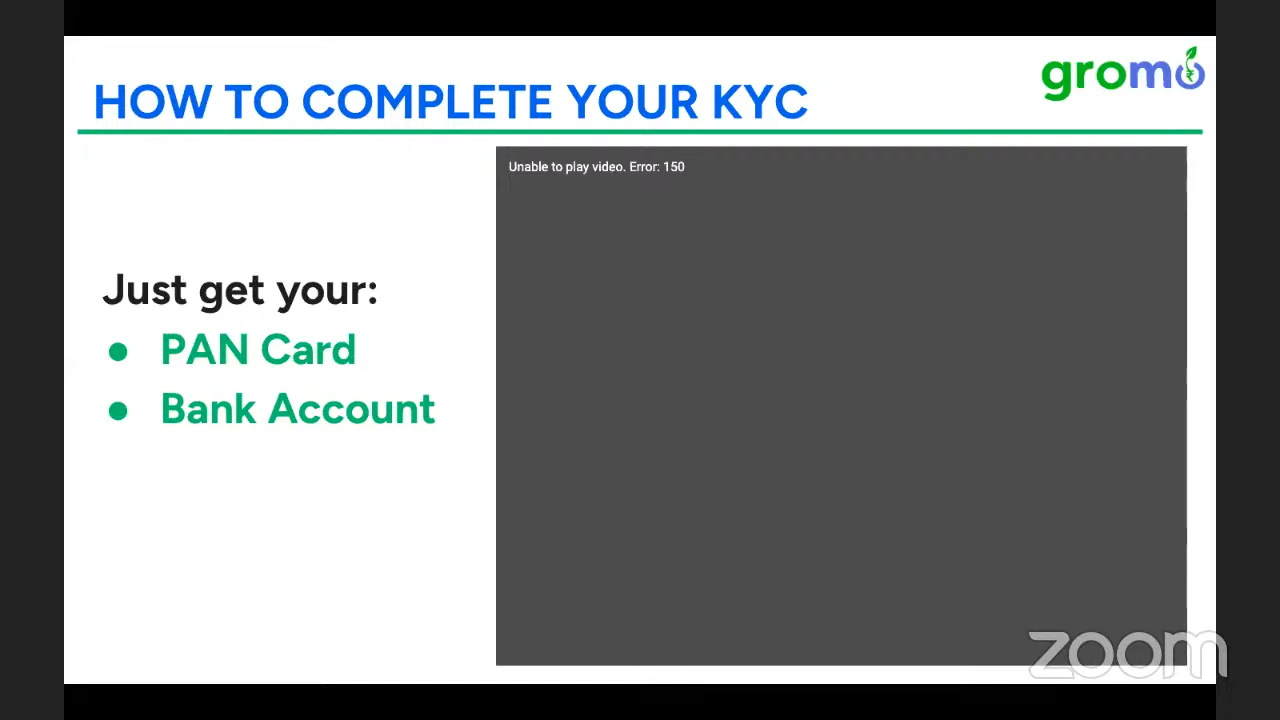 gromo
HOW TO COMPLETE YOUR KYC
Unable to play video. Error: 150
Just get your:
● PAN Card
● Bank Account
zoom